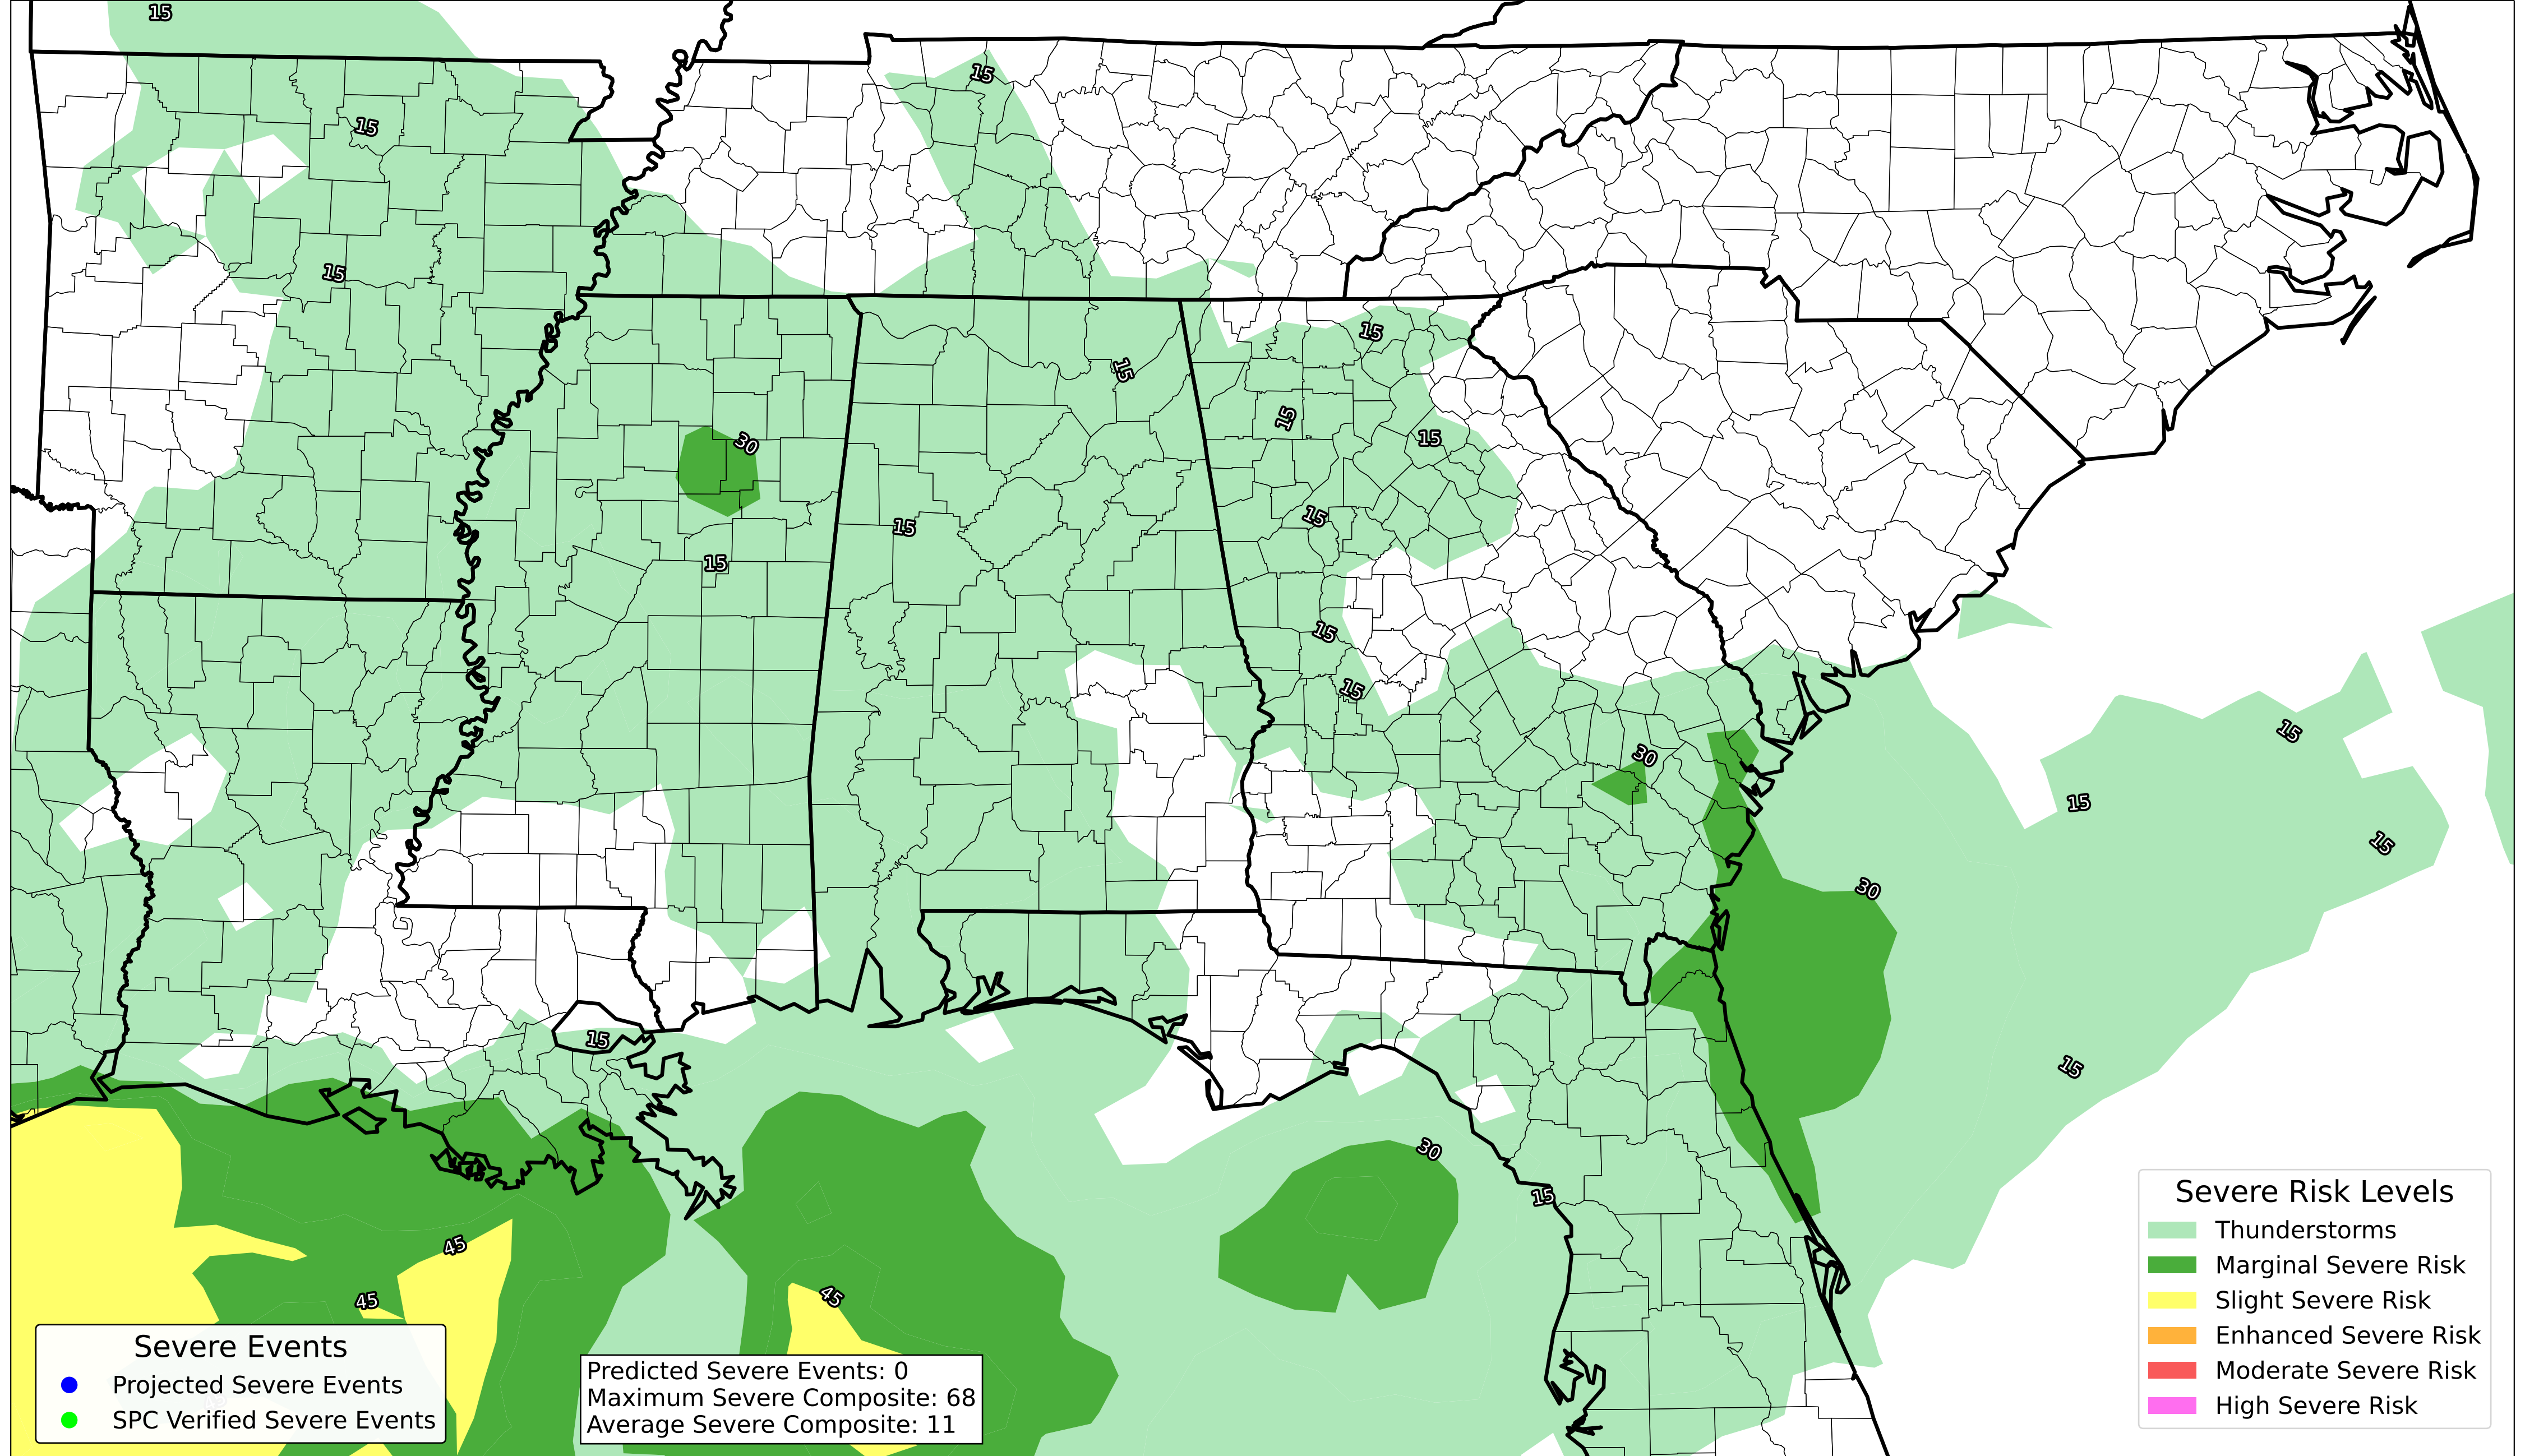 15
15
15
30
15
15
15
15
15
15
15
15
15
15
30
30
15
15
15
15
15
30
15
45
45
45
Severe Events
Projected Severe Events
SPC Verified Severe Events
Predicted Severe Events: 0
Maximum Severe Composite: 68
Average Severe Composite: 11
Severe Risk Levels
Thunderstorms
Marginal Severe Risk
Slight Severe Risk
Enhanced Severe Risk
Moderate Severe Risk
High Severe Risk